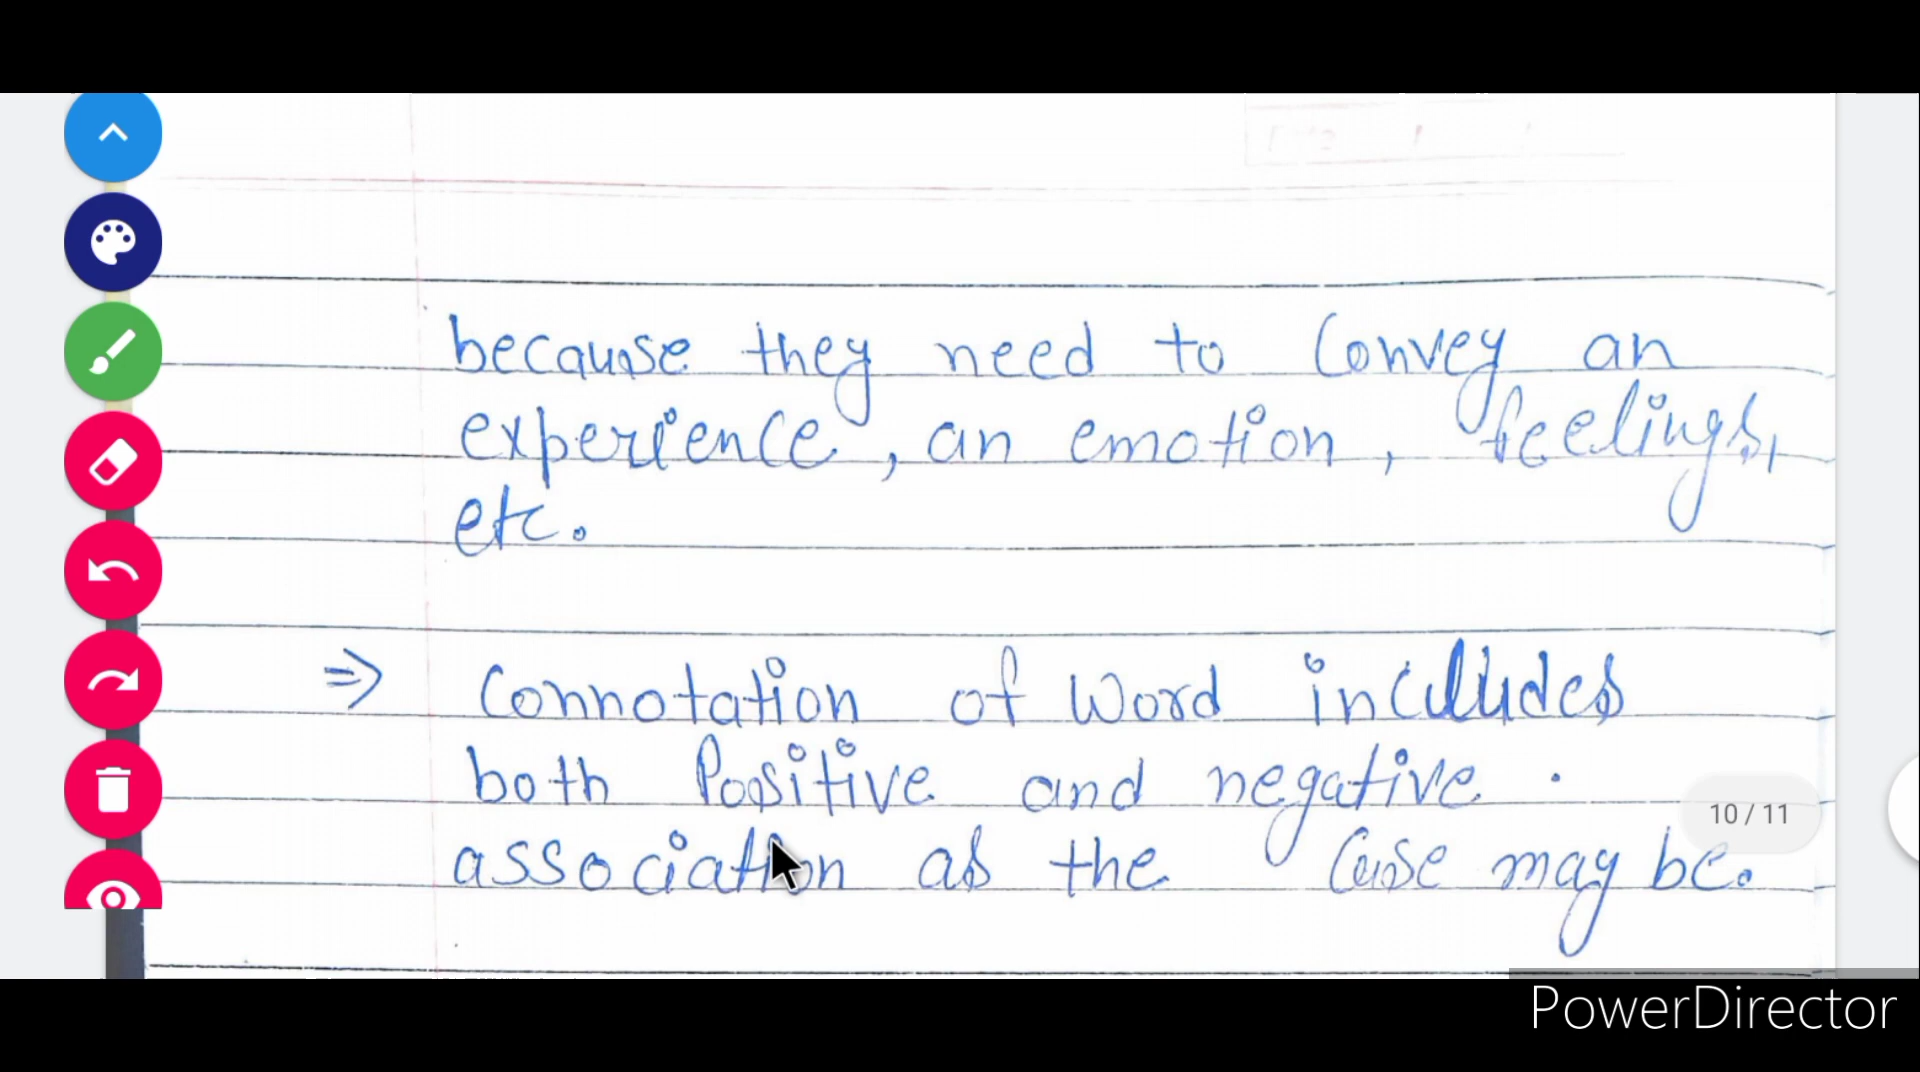 because they need to Convey an
experience, an emotion, feelings,
etc.
⇒ Connotation of Word includes
both Positive and negative.
association as the Case may be.
10 / 11
PowerDirector